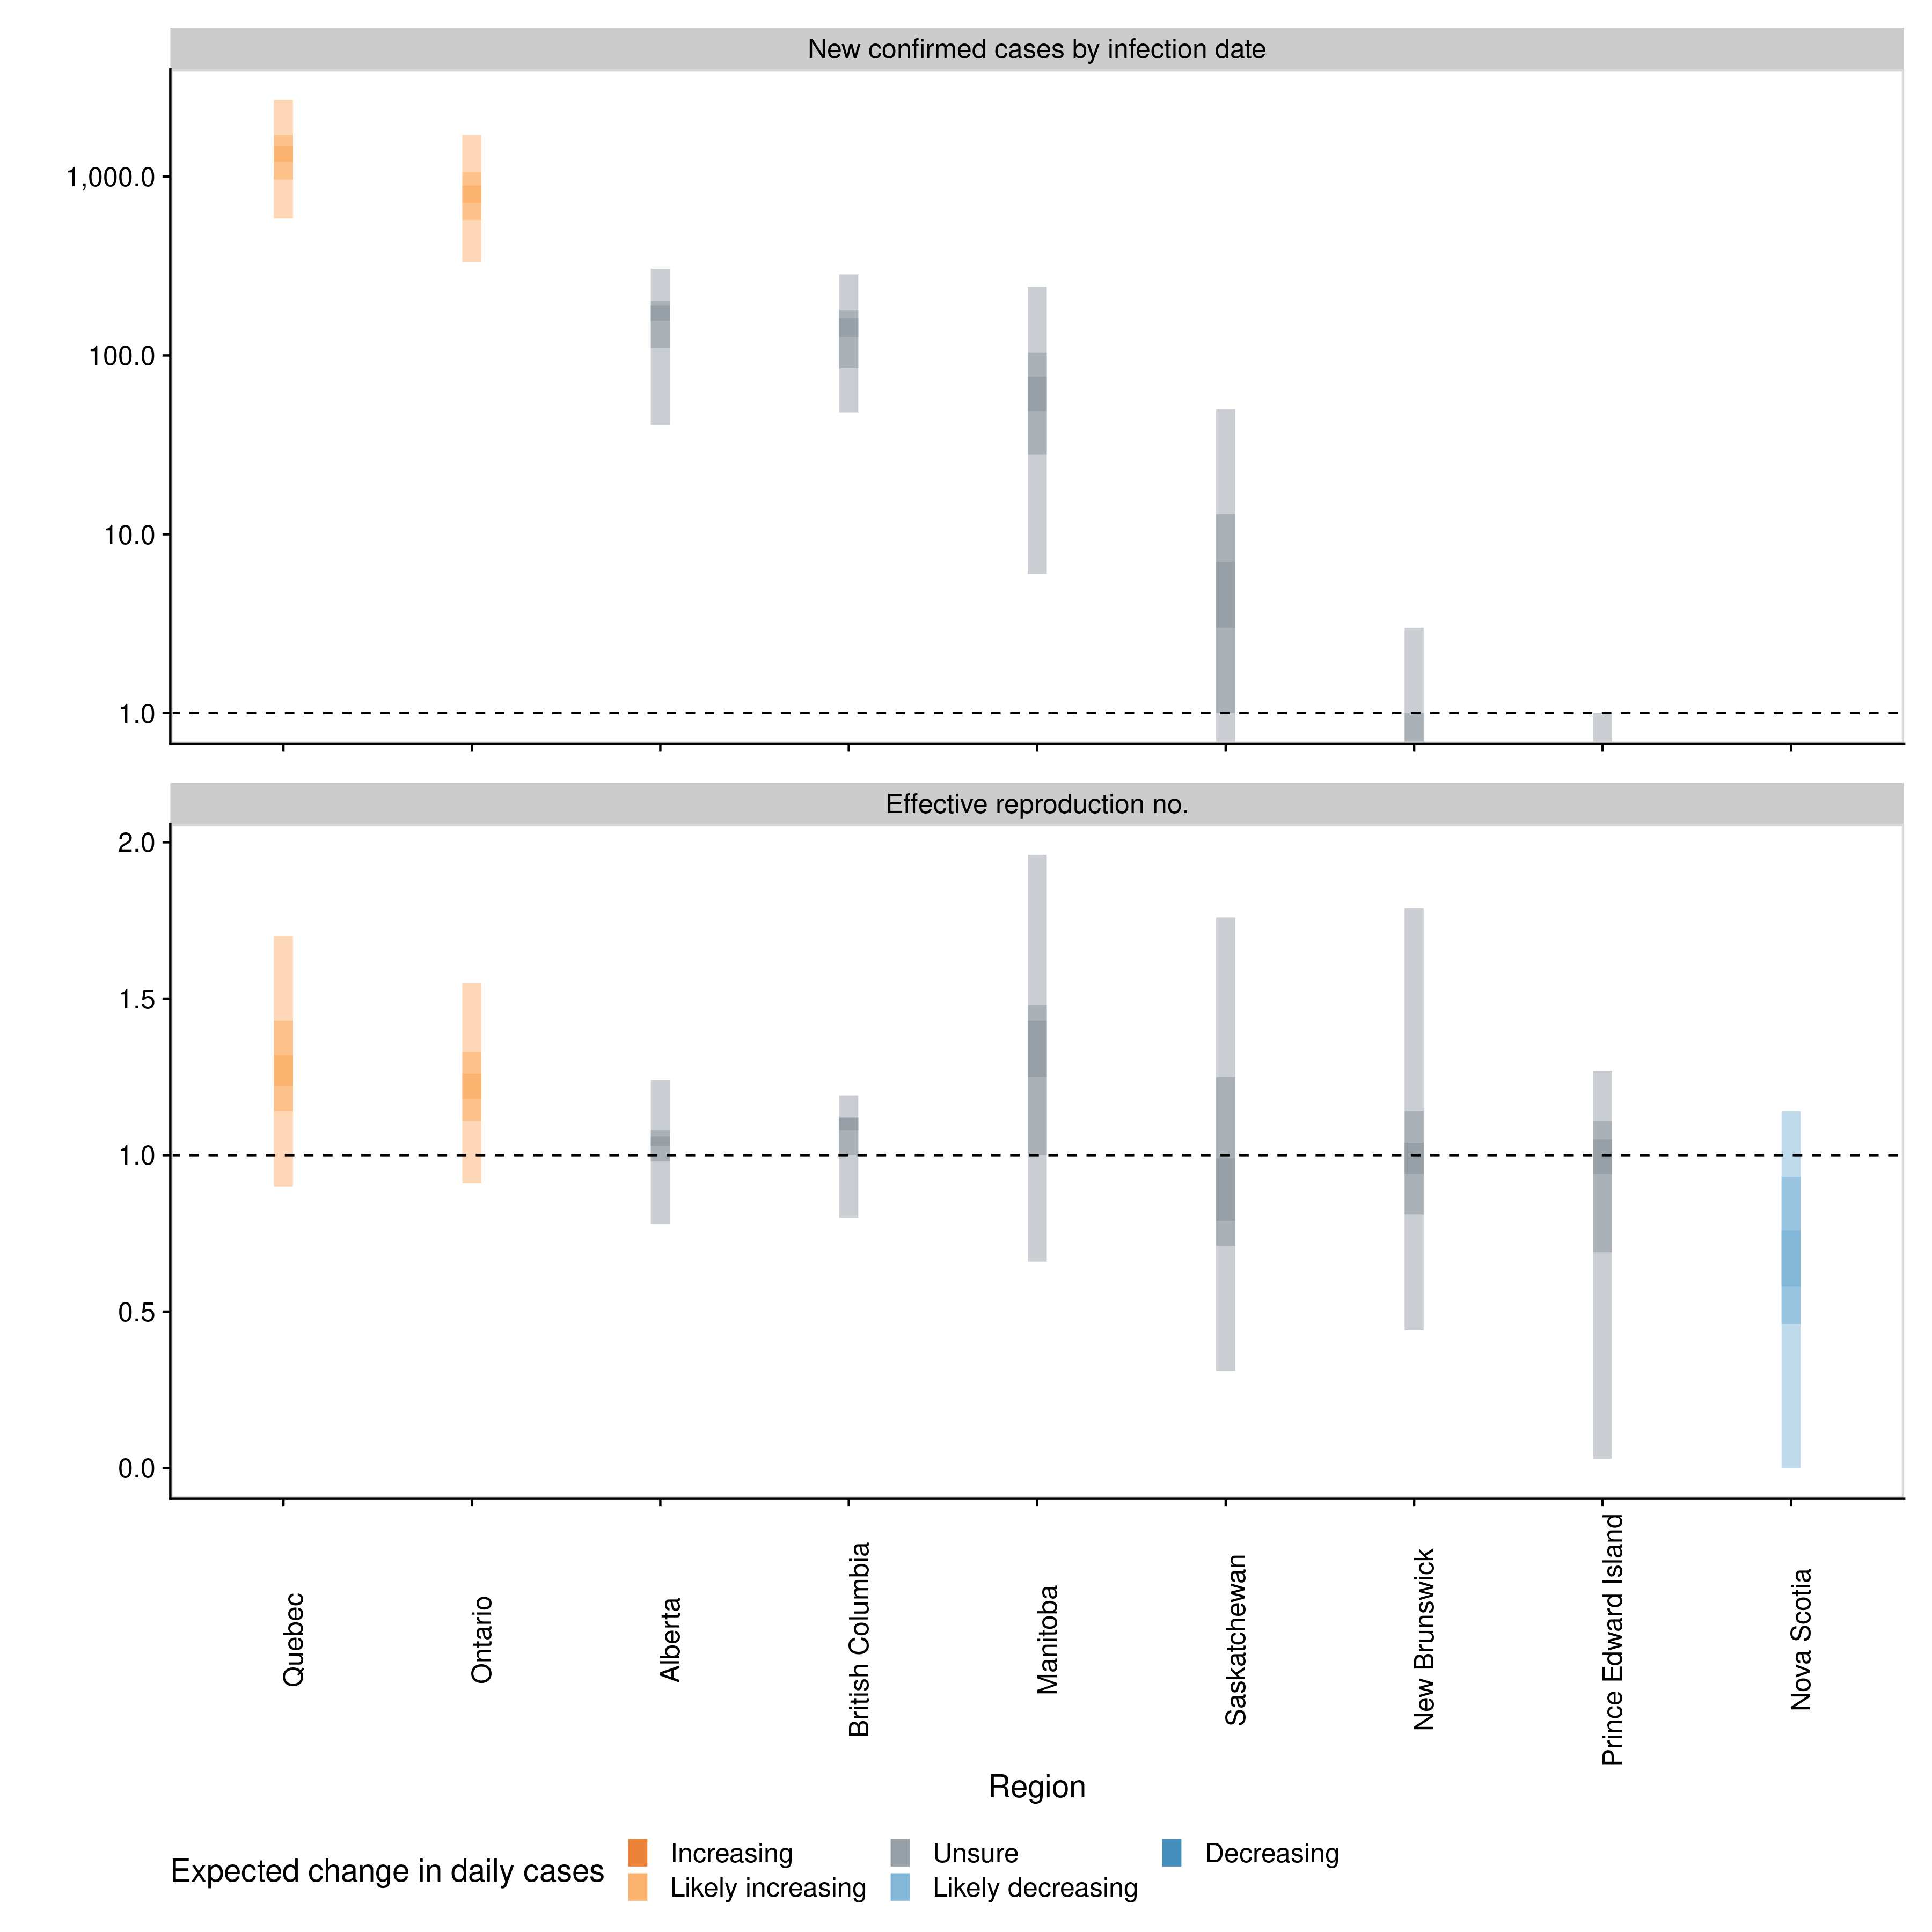 New confirmed cases by infection date
1,000.0
100.0
10.0
1.0
Effective reproduction no.
2.0
1.5
1.0
0.5
0.0
Quebec
Ontario
Alberta
British Columbia
Manitoba
Saskatchewan
New Brunswick
Prince Edward Island
Nova Scotia
Region
Expected change in daily cases
Increasing
Likely increasing
Unsure
Likely decreasing
Decreasing